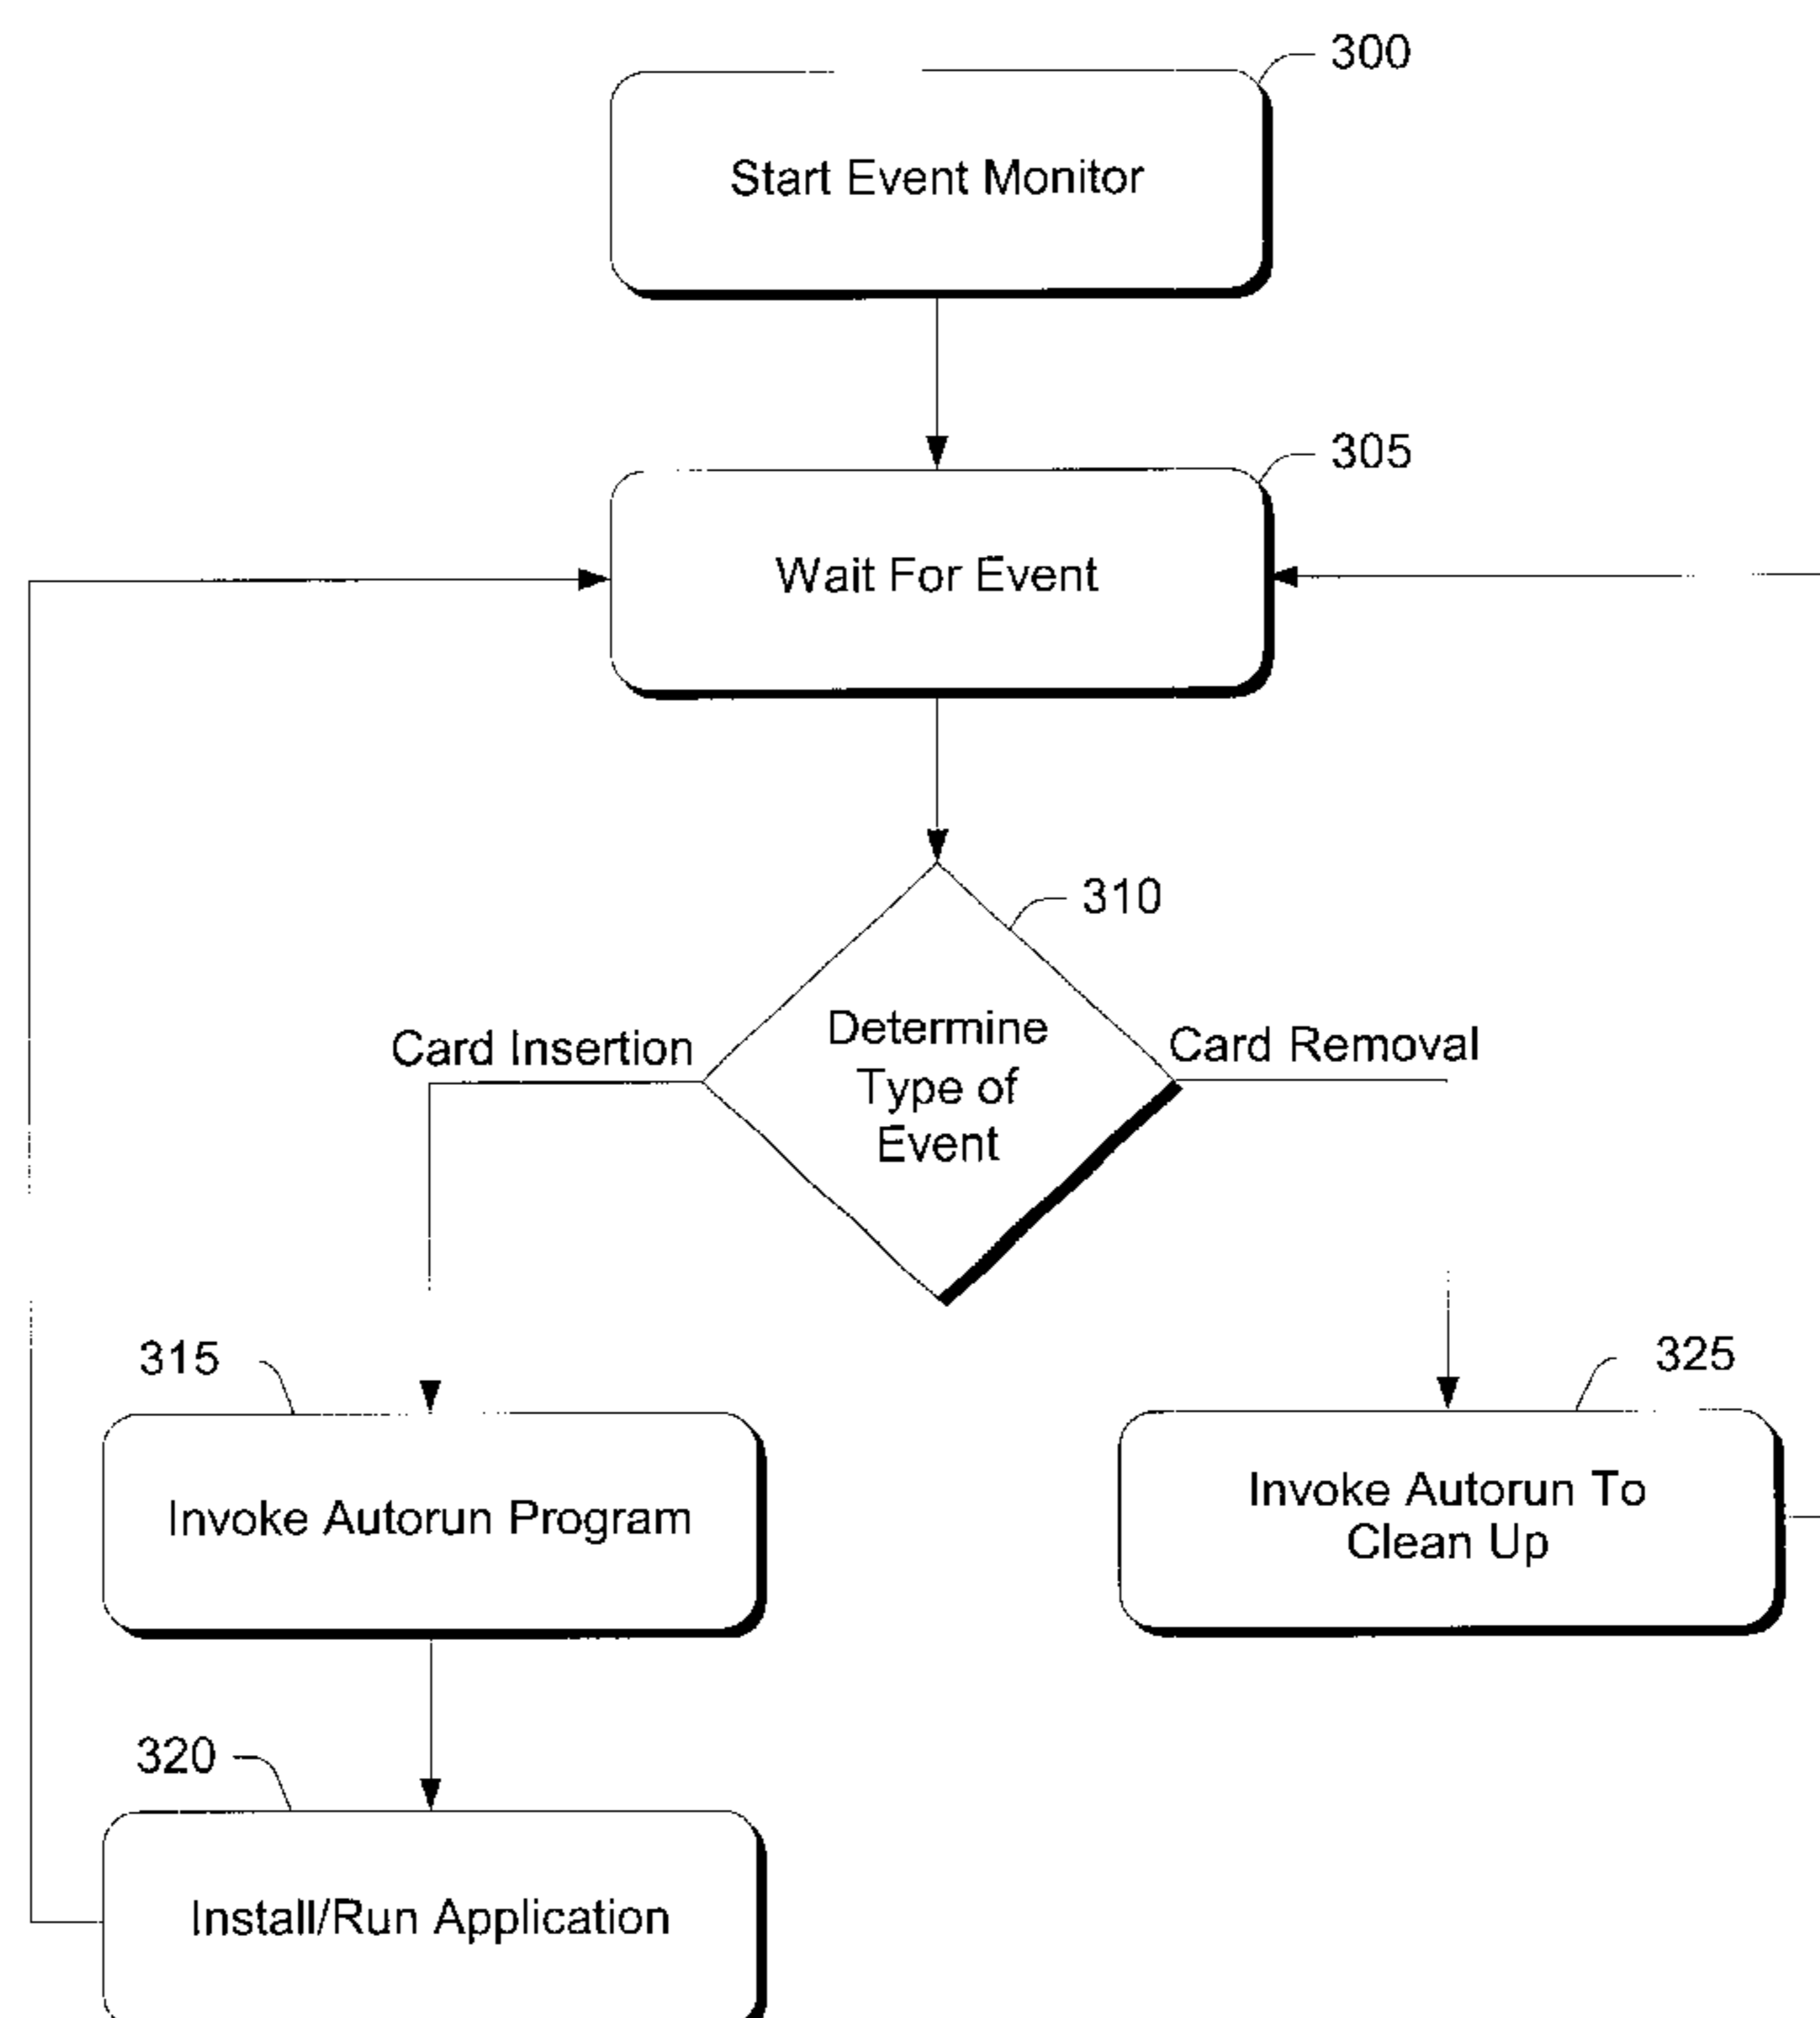 300
Start Event Monitor
305
Wait For Event
310
Determine
Type of
Event
Card Insertion
Card Removal
315
Invoke Autorun Program
325
Invoke Autorun To
Clean Up
320
Install/Run Application